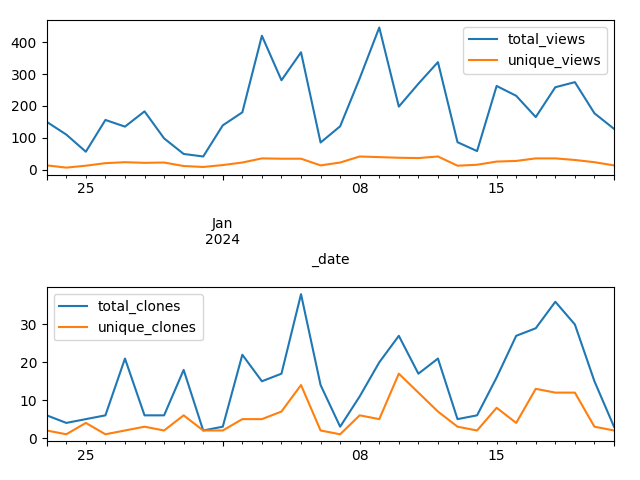 400
300
200
100
0
total_views
unique_views
25
08
15
Jan
2024
_date
30
20
10
0
total_clones
unique_clones
25
08
15